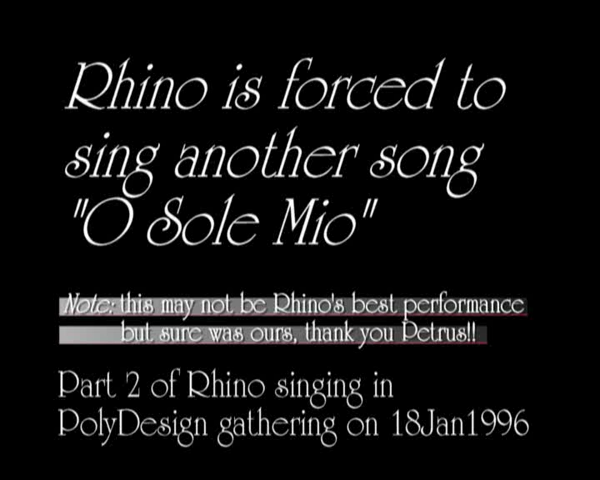 Rhino is forced to
sing another song
"O Sole Mio"
Note: this may not be Rhino's best performance
but sure was ours, thank you Petrus!!
Part 2 of Rhino singing in
PolyDesign gathering on 18Jan1996